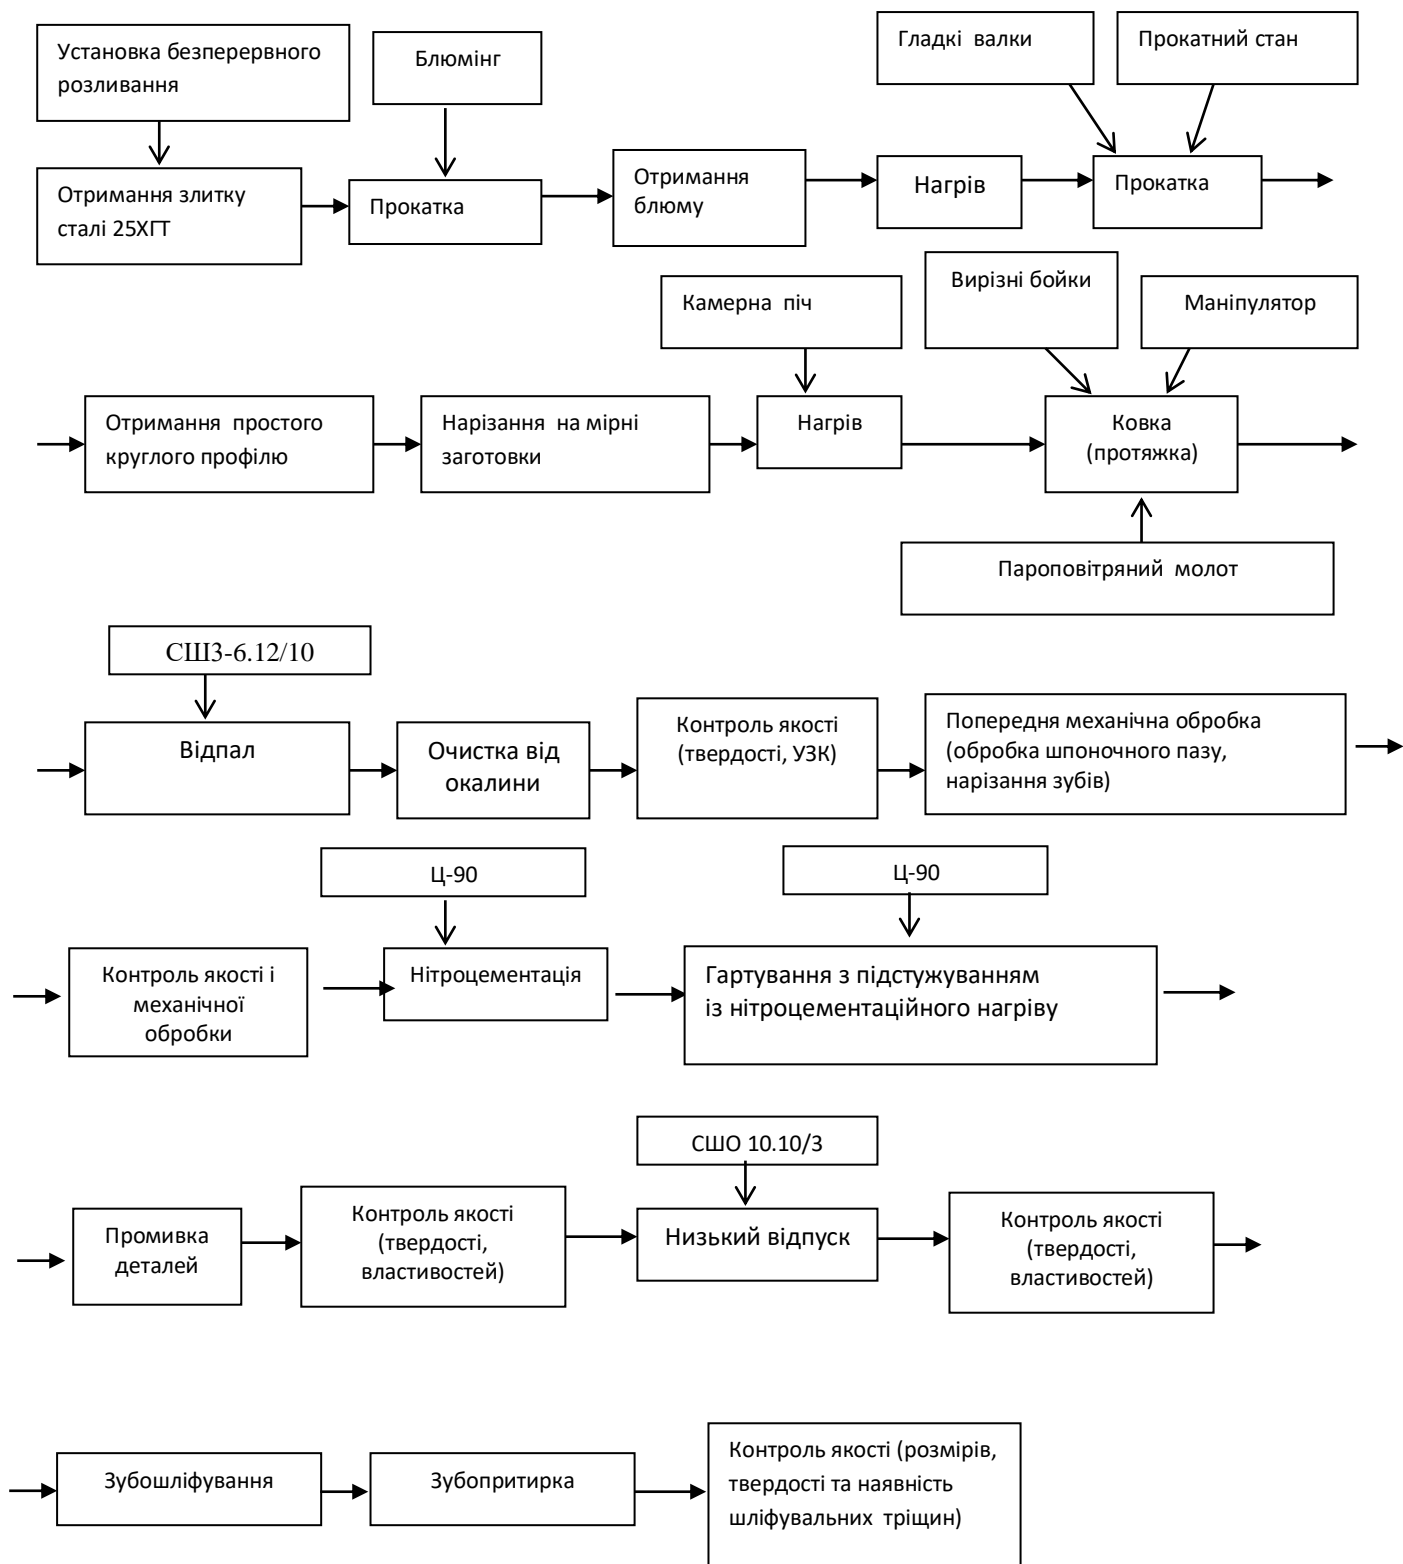 Установка безперервного
розливання
Блюмінг
Гладкі валки
Прокатний стан
Отримання злитку
сталі 25ХГТ
Прокатка
Отримання
блюму
Нагрів
Прокатка
Камерна піч
Вирізні бойки
Маніпулятор
Отримання простого
круглого профілю
Нарізання на мірні
заготовки
Нагрів
Ковка
(протяжка)
Пароповітряний молот
СШЗ-6.12/10
Відпал
Очистка від
окалини
Контроль якості
(твердості, УЗК)
Попередня механічна обробка
(обробка шпоночного пазу,
нарізання зубів)
Ц-90
Ц-90
Контроль якості і
механічної
обробки
Нітроцементація
Гартування з підстужуванням
із нітроцементаційного нагріву
СШО 10.10/3
Промивка
деталей
Контроль якості
(твердості,
властивостей)
Низький відпуск
Контроль якості
(твердості,
властивостей)
Зубошліфування
Зубопритирка
Контроль якості (розмірів,
твердості та наявність
шліфувальних тріщин)